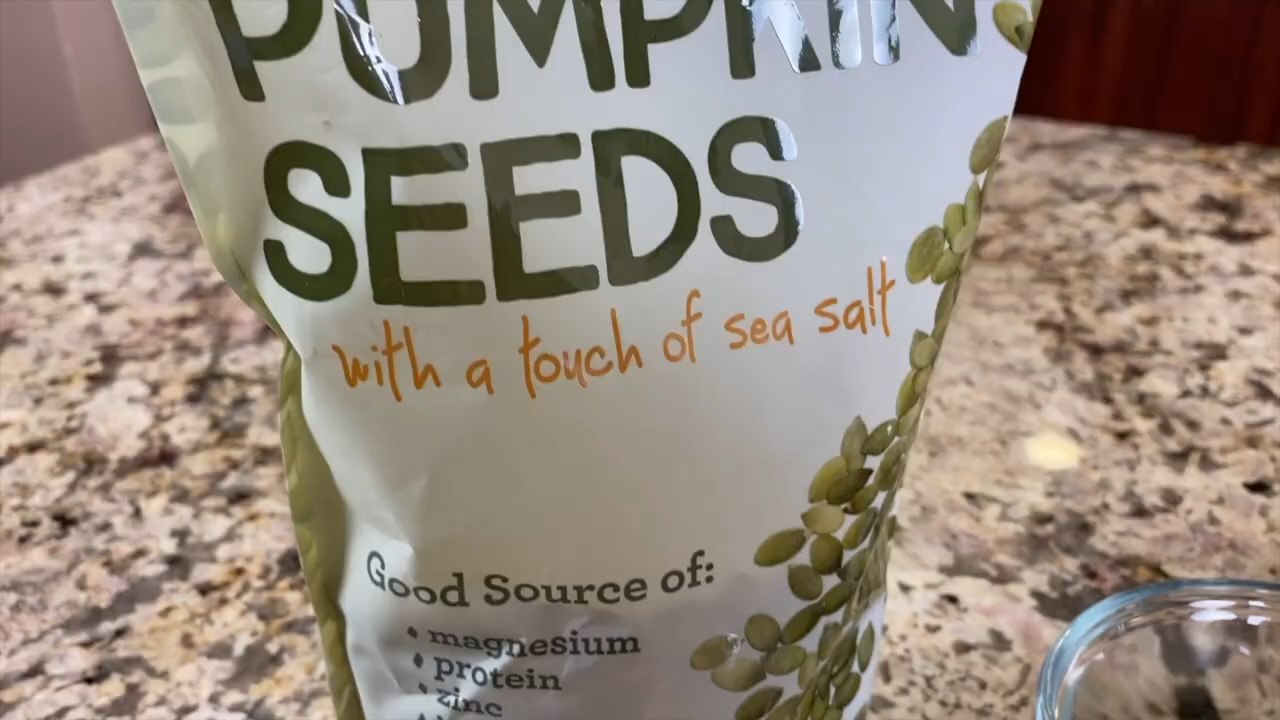 PUMPKIN
SEEDS
with a touch of sea salt
Good Source of:
• magnesium
• protein
• zinc